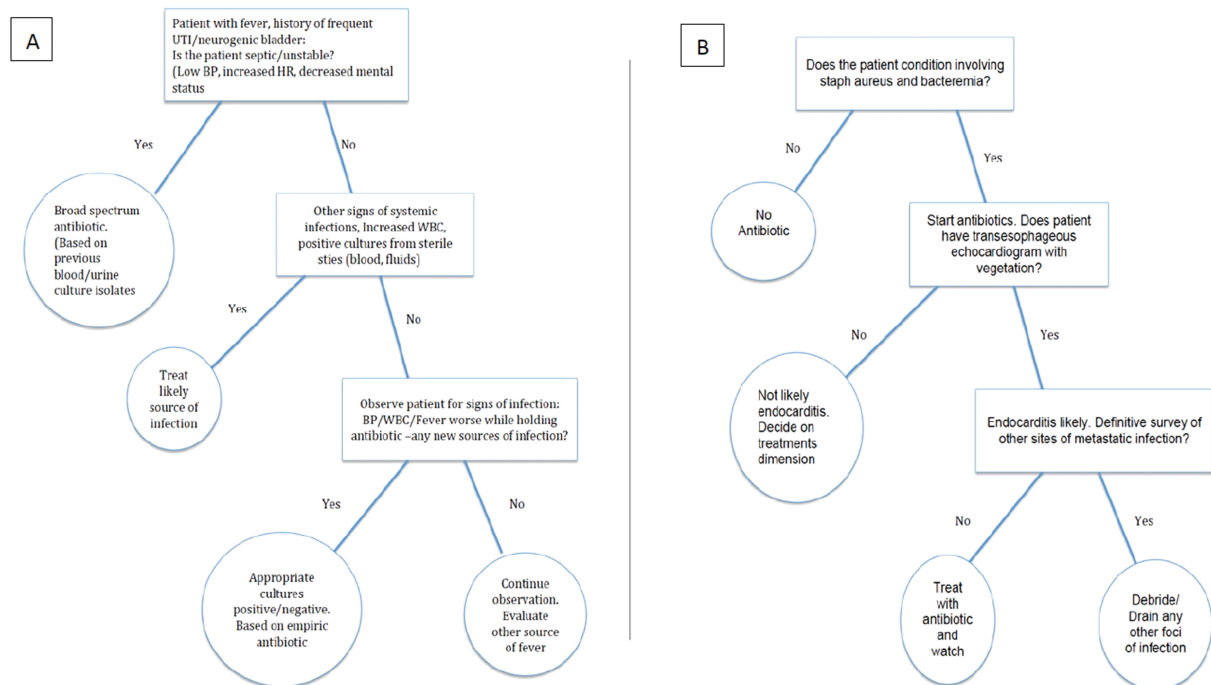 A
Patient with fever, history of frequent
UTI/neurogenic bladder:
Is the patient septic/unstable?
(Low BP, increased HR, decreased mental
status
Yes
No
Broad spectrum
antibiotic.
(Based on
previous
blood/urine
culture isolates
Other signs of systemic
infections, Increased WBC,
positive cultures from sterile
sties (blood, fluids)
Yes
No
Treat
likely
source of
infection
Observe patient for signs of infection:
BP/WBC/Fever worse while holding
antibiotic –any new sources of infection?
Yes
No
Appropriate
cultures
positive/negative.
Based on empiric
antibiotic
Continue
observation.
Evaluate
other source
of fever
B
Does the patient condition involving
staph aureus and bacteremia?
No
Yes
No
Antibiotic
Start antibiotics. Does patient
have transesophageous
echocardiogram with
vegetation?
No
Yes
Not likely
endocarditis.
Decide on
treatments
dimension
Endocarditis likely. Definitive survey of
other sites of metastatic infection?
No
Yes
Treat
with
antibiotic
and
watch
Debride/
Drain any
other foci
of infection